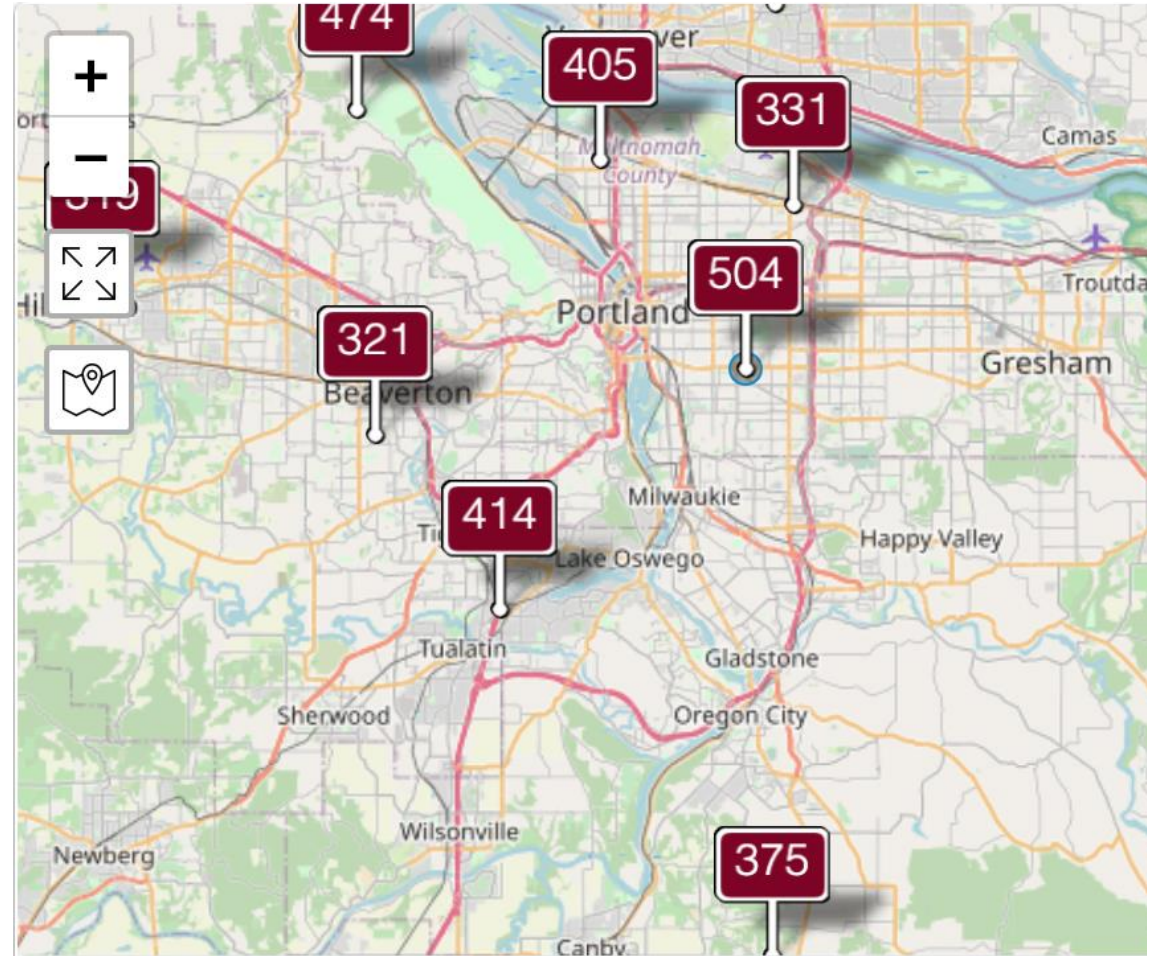 474
405
331
Camas
Multnomah
County
+
−
319
504
Portland
321
Beaverton
Gresham
414
Milwaukie
Happy Valley
Lake Oswego
Tualatin
Gladstone
Sherwood
Oregon City
Wilsonville
375
Newberg
Canby